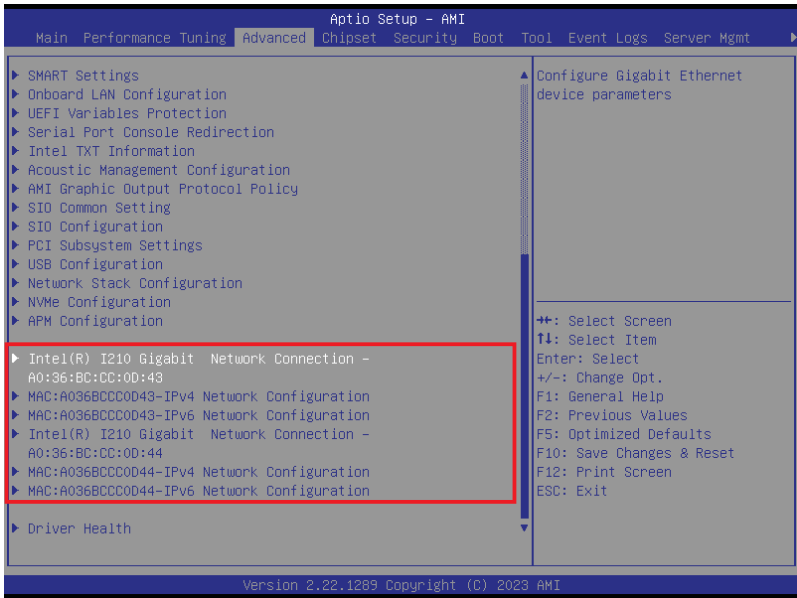 Aptio Setup – AMI
Main Performance Tuning Advanced Chipset Security Boot Tool Event Logs Server Mgmt
SMART Settings
Onboard LAN Configuration
UEFI Variables Protection
Serial Port Console Redirection
Intel TXT Information
Acoustic Management Configuration
AMI Graphic Output Protocol Policy
SIO Common Setting
SIO Configuration
PCI Subsystem Settings
USB Configuration
Network Stack Configuration
NVMe Configuration
APM Configuration
Intel(R) I210 Gigabit  Network Connection –
A0:36:BC:CC:0D:43
MAC:A036BCCC0D43-IPv4 Network Configuration
MAC:A036BCCC0D43-IPv6 Network Configuration
Intel(R) I210 Gigabit  Network Connection –
A0:36:BC:CC:0D:44
MAC:A036BCCC0D44-IPv4 Network Configuration
MAC:A036BCCC0D44-IPv6 Network Configuration
Driver Health
Configure Gigabit Ethernet
device parameters
→←: Select Screen
↑↓: Select Item
Enter: Select
+/-: Change Opt.
F1: General Help
F2: Previous Values
F5: Optimized Defaults
F10: Save Changes & Reset
F12: Print Screen
ESC: Exit
Version 2.22.1289 Copyright (C) 2023 AMI